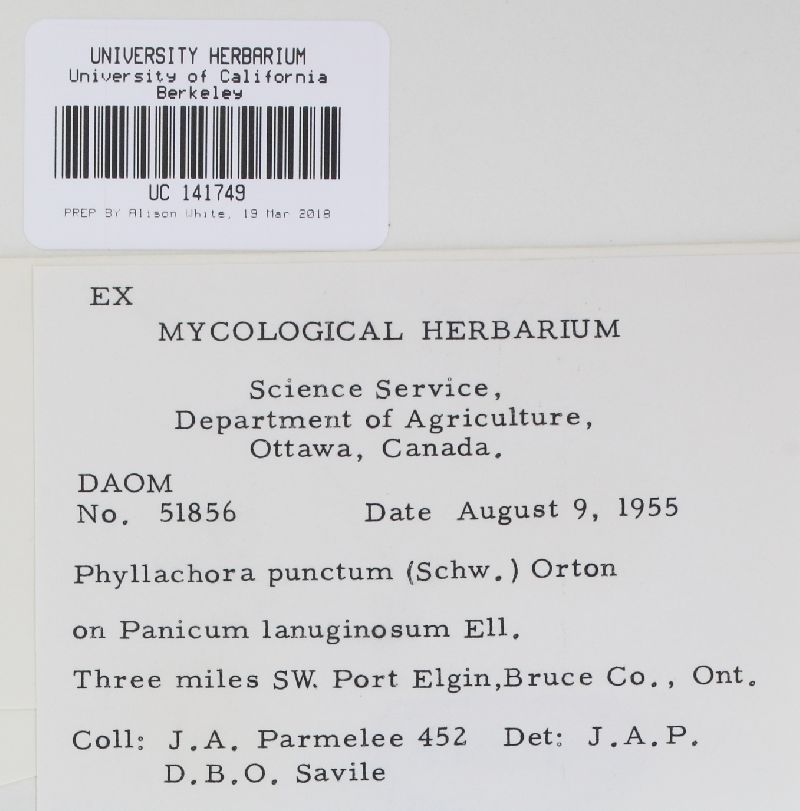 UNIVERSITY HERBARIUM
University of California
Berkeley
UC 141749
PREP BY Alison White, 19 Mar 2018
EX
MYCOLOGICAL HERBARIUM
Science Service,
Department of Agriculture,
Ottawa, Canada.
DAOM
No. 51856 Date August 9, 1955
Phyllachora punctum (Schw.) Orton
on Panicum lanuginosum Ell.
Three miles SW. Port Elgin,Bruce Co., Ont.
Coll: J.A. Parmelee 452 Det: J.A.P.
D.B.O. Savile